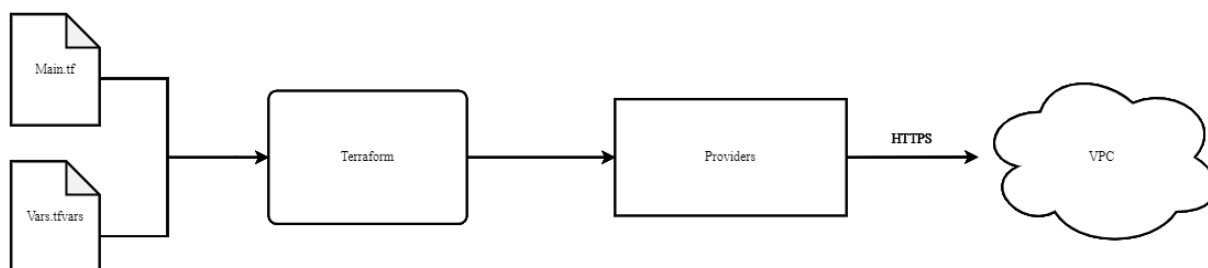 Main.tf
Vars.tfvars
Terraform
Providers
HTTPS
VPC